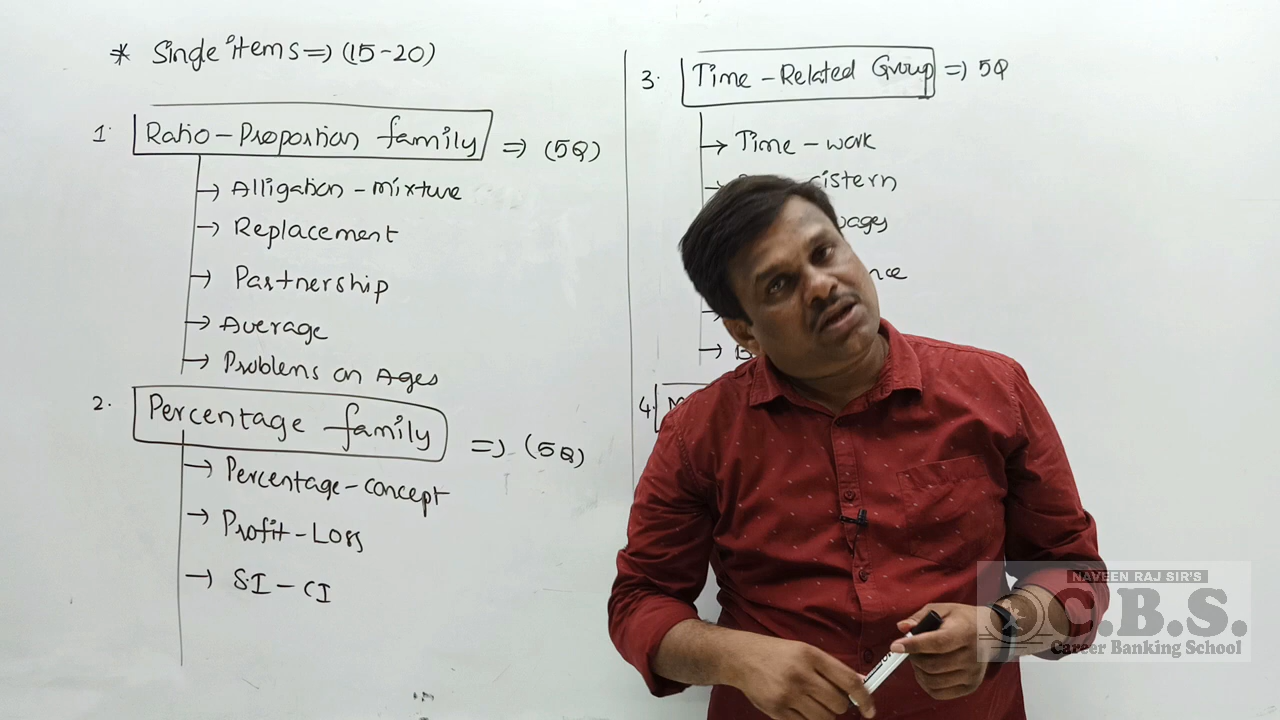 * Single items => (15-20)
1. Ratio - Proportion family => (5Q)
→ Alligation - mixture
→ Replacement
→ Partnership
→ Average
→ Problems on Ages
2. Percentage family => (5Q)
→ Percentage - concept
→ Profit - Loss
→ SI - CI
3. Time - Related Group => 5Q
→ Time - work
→ cistern
→
→
→
4.
NAVEEN RAJ SIR'S
C.B.S.
Career Banking School